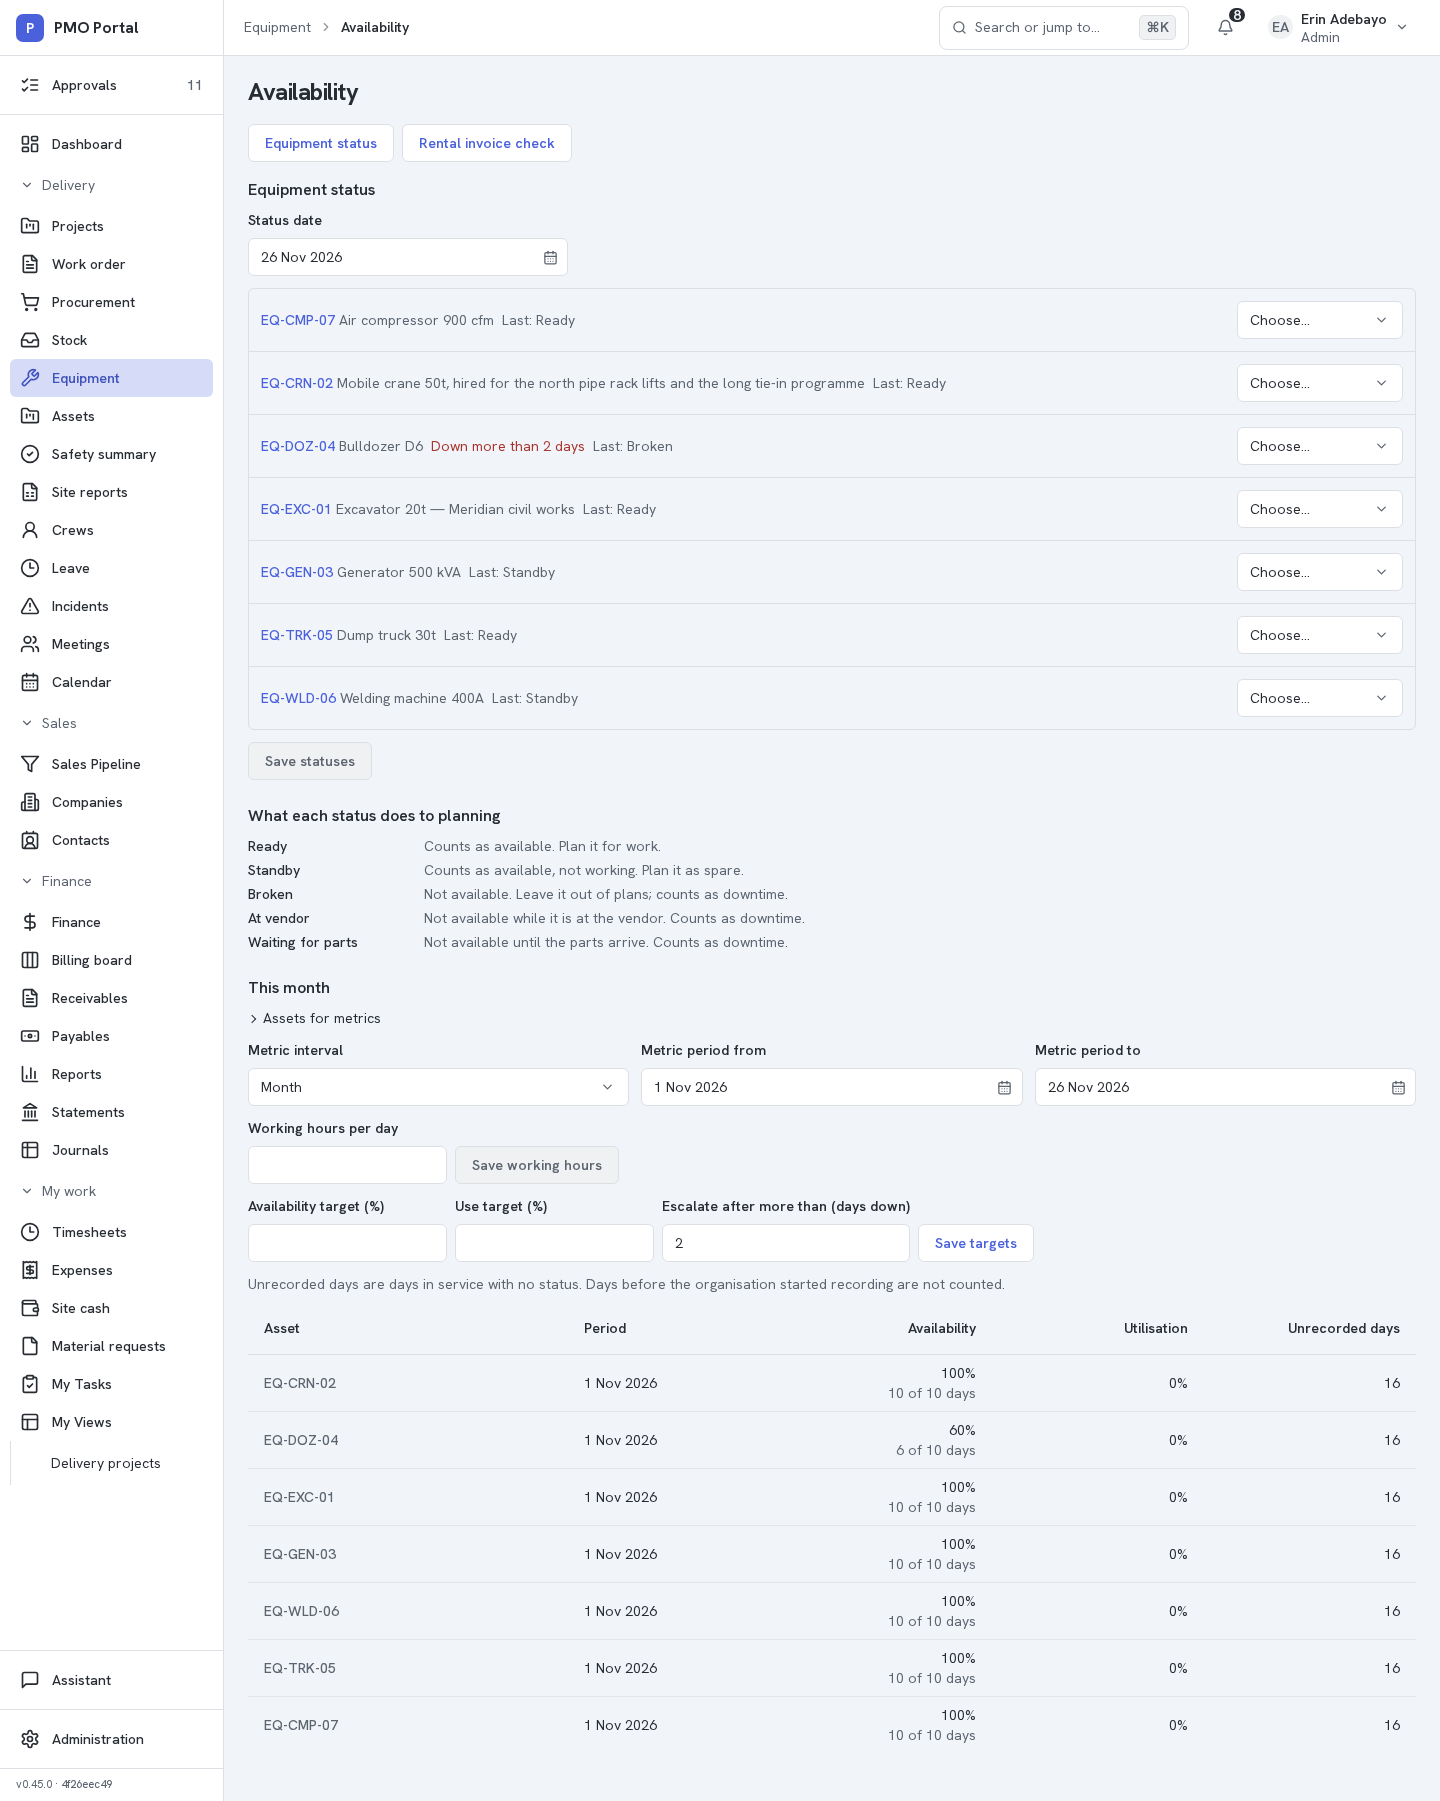 P PMO Portal
Equipment > Availability
Search or jump to... ⌘K
8
EA Erin Adebayo
Admin
Approvals 11
Dashboard
Delivery
Projects
Work order
Procurement
Stock
Equipment
Assets
Safety summary
Site reports
Crews
Leave
Incidents
Meetings
Calendar
Sales
Sales Pipeline
Companies
Contacts
Finance
Finance
Billing board
Receivables
Payables
Reports
Statements
Journals
My work
Timesheets
Expenses
Site cash
Material requests
My Tasks
My Views
Delivery projects
Assistant
Administration
v0.45.0 · 4f26eec49
Availability
Equipment status Rental invoice check
Equipment status
Status date
26 Nov 2026
EQ-CMP-07 Air compressor 900 cfm Last: Ready Choose...
EQ-CRN-02 Mobile crane 50t, hired for the north pipe rack lifts and the long tie-in programme Last: Ready Choose...
EQ-DOZ-04 Bulldozer D6 Down more than 2 days Last: Broken Choose...
EQ-EXC-01 Excavator 20t — Meridian civil works Last: Ready Choose...
EQ-GEN-03 Generator 500 kVA Last: Standby Choose...
EQ-TRK-05 Dump truck 30t Last: Ready Choose...
EQ-WLD-06 Welding machine 400A Last: Standby Choose...
Save statuses
What each status does to planning
Ready Counts as available. Plan it for work.
Standby Counts as available, not working. Plan it as spare.
Broken Not available. Leave it out of plans; counts as downtime.
At vendor Not available while it is at the vendor. Counts as downtime.
Waiting for parts Not available until the parts arrive. Counts as downtime.
This month
Assets for metrics
Metric interval Metric period from Metric period to
Month 1 Nov 2026 26 Nov 2026
Working hours per day
Save working hours
Availability target (%) Use target (%) Escalate after more than (days down)
2 Save targets
Unrecorded days are days in service with no status. Days before the organisation started recording are not counted.
Asset Period Availability Utilisation Unrecorded days
EQ-CRN-02 1 Nov 2026 100% 0% 16
10 of 10 days
EQ-DOZ-04 1 Nov 2026 60% 0% 16
6 of 10 days
EQ-EXC-01 1 Nov 2026 100% 0% 16
10 of 10 days
EQ-GEN-03 1 Nov 2026 100% 0% 16
10 of 10 days
EQ-WLD-06 1 Nov 2026 100% 0% 16
10 of 10 days
EQ-TRK-05 1 Nov 2026 100% 0% 16
10 of 10 days
EQ-CMP-07 1 Nov 2026 100% 0% 16
10 of 10 days